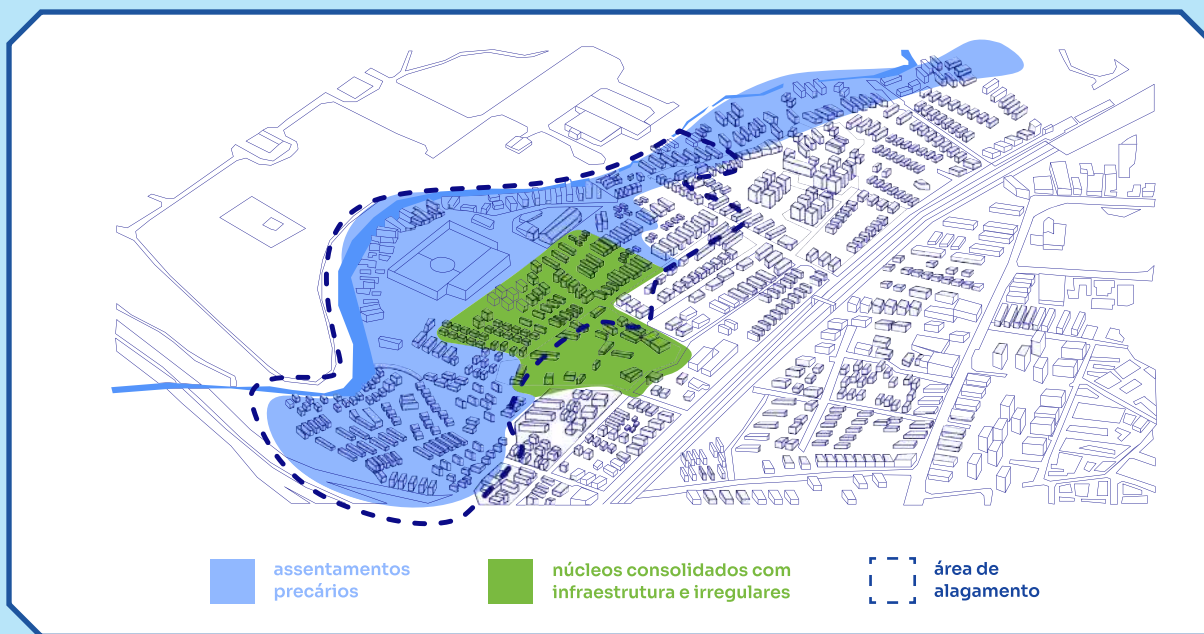 assentamentos
precários
núcleos consolidados com
infraestrutura e irregulares
área de
alagamento